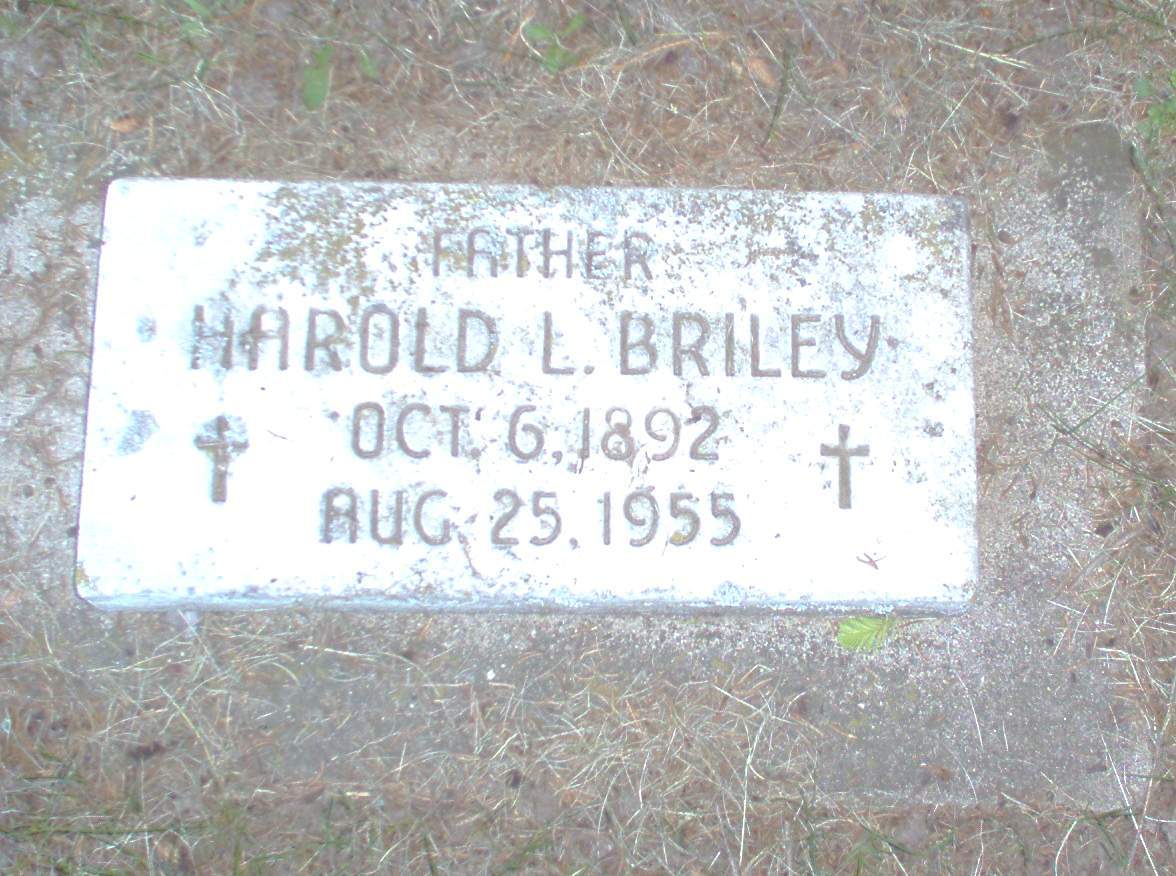 FATHER
HAROLD L. BRILEY
OCT. 6, 1892
AUG. 25, 1955